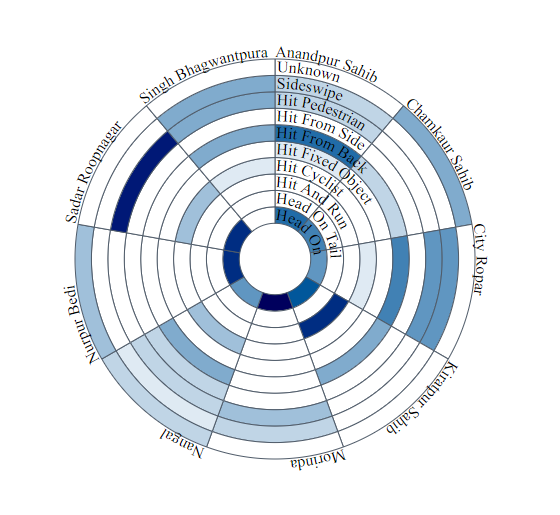 Anandpur Sahib
Chamkaur Sahib
City Ropar
Kiratpur Sahib
Morinda
Nangal
Nurpur Bedi
Sadar Roopnagar
Singh Bhagwantpura
Unknown
Sideswipe
Hit Pedestrian
Hit From Side
Hit From Back
Hit Fixed Object
Hit Cyclist
Hit And Run
Head On Tail
Head On